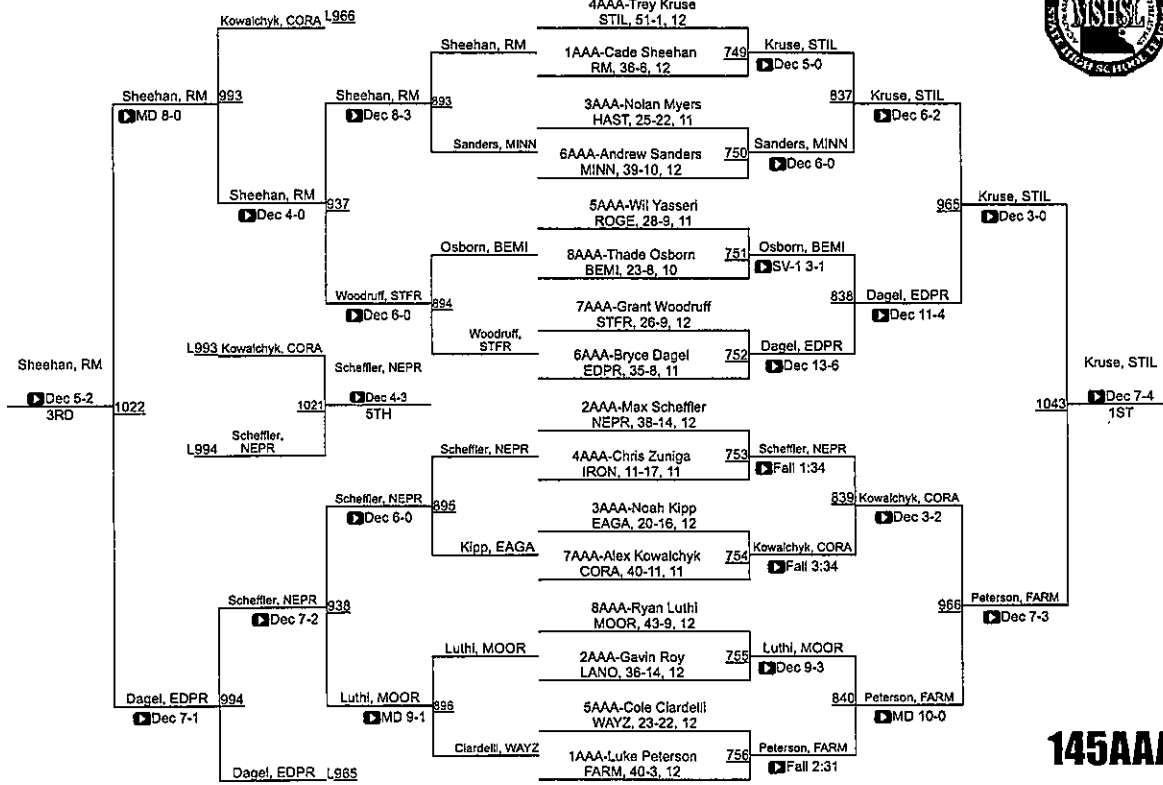 4AAA-Trey Kruse
STIL, 51-1, 12
Kowalchyk, CORA L966
MSHSL
STATE HIGH SCHOOL LEAGUE
Sheehan, RM
1AAA-Cade Sheehan
RM, 36-6, 12
749
Kruse, STIL
Dec 5-0
Sheehan, RM
MD 8-0
993
Sheehan, RM
Dec 8-3
893
3AAA-Nolan Myers
HAST, 25-22, 11
837
Kruse, STIL
Dec 6-2
Sanders, MINN
6AAA-Andrew Sanders
MINN, 39-10, 12
750
Sanders, MINN
Dec 6-0
Sheehan, RM
Dec 4-0
937
5AAA-Wil Yasseri
ROGE, 28-9, 11
965
Kruse, STIL
Dec 3-0
Osborn, BEMI
8AAA-Thade Osborn
BEMI, 23-8, 10
751
Osborn, BEMI
SV-1 3-1
Woodruff, STFR
Dec 6-0
894
7AAA-Grant Woodruff
STFR, 26-9, 12
838
Dagel, EDPR
Dec 11-4
Woodruff,
STFR
6AAA-Bryce Dagel
EDPR, 35-8, 11
752
Dagel, EDPR
Dec 13-6
L993 Kowalchyk, CORA
Sheehan, RM
Dec 5-2
3RD
1022
1021
Scheffler, NEPR
Dec 4-3
5TH
Kruse, STIL
1043
Dec 7-4
1ST
L994
Scheffler,
NEPR
2AAA-Max Scheffler
NEPR, 38-14, 12
Scheffler, NEPR
4AAA-Chris Zuniga
IRON, 11-17, 11
753
Scheffler, NEPR
Fall 1:34
Scheffler, NEPR
Dec 6-0
895
3AAA-Noah Kipp
EAGA, 20-16, 12
839
Kowalchyk, CORA
Dec 3-2
Kipp, EAGA
7AAA-Alex Kowalchyk
CORA, 40-11, 11
754
Kowalchyk, CORA
Fall 3:34
Scheffler, NEPR
Dec 7-2
938
8AAA-Ryan Luthi
MOOR, 43-9, 12
966
Peterson, FARM
Dec 7-3
Luthi, MOOR
2AAA-Gavin Roy
LANO, 36-14, 12
755
Luthi, MOOR
Dec 9-3
Dagel, EDPR
Dec 7-1
994
Luthi, MOOR
MD 9-1
896
5AAA-Cole Ciardelli
WAYZ, 23-22, 12
840
Peterson, FARM
MD 10-0
Ciardelli, WAYZ
1AAA-Luke Peterson
FARM, 40-3, 12
756
Peterson, FARM
Fall 2:31
Dagel, EDPR L965
145AAA